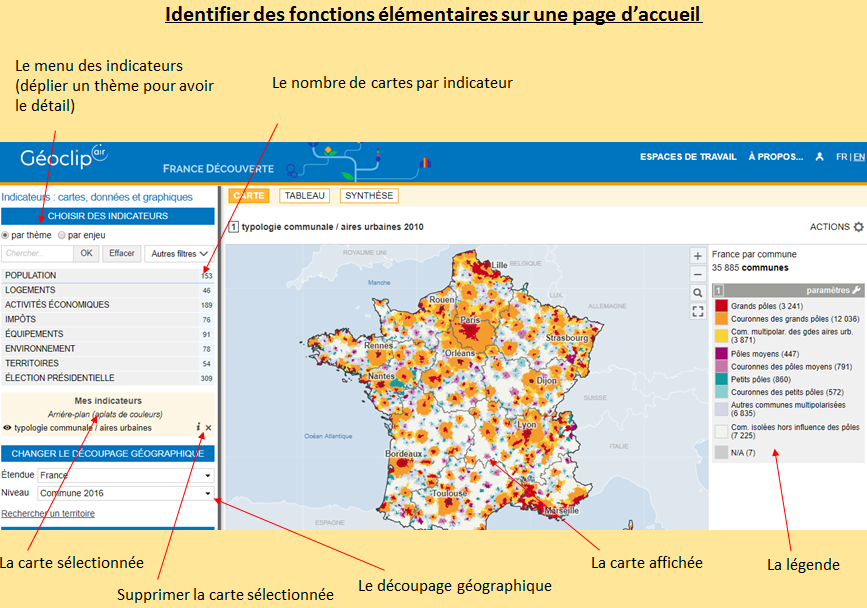 Identifier des fonctions élémentaires sur une page d'accueil
Le menu des indicateurs
(déplier un thème pour avoir
le détail)
Le nombre de cartes par indicateur
Géoclip air
FRANCE DÉCOUVERTE
ESPACES DE TRAVAIL À PROPOS... FR | EN
Indicateurs : cartes, données et graphiques
CHOISIR DES INDICATEURS
par thème par enjeu
Chercher... OK Effacer Autres filtres
POPULATION 153
LOGEMENTS 46
ACTIVITÉS ÉCONOMIQUES 189
IMPÔTS 76
ÉQUIPEMENTS 91
ENVIRONNEMENT 78
TERRITOIRES 54
ÉLECTION PRÉSIDENTIELLE 309
Mes indicateurs
Arrière-plan (aplats de couleurs)
typologie communale / aires urbaines i ×
CHANGER LE DÉCOUPAGE GÉOGRAPHIQUE
Étendue France
Niveau Commune 2016
Rechercher un territoire
CARTE TABLEAU SYNTHÈSE
1 typologie communale / aires urbaines 2010
ACTIONS
ROYAUME UNI
BELGIQUE
Lille
Manche
LUX.
ALLEMAGNE
Rouen
Paris
Strasbourg
Rennes
Orléans
Nantes
Dijon
SUISSE
Lyon
Océan Atlantique
ITALIE
Bordeaux
Toulouse
Marseille
ESPAGNE
+
−
France par commune
35 885 communes
1 paramètres
Grands pôles (3 241)
Couronnes des grands pôles (12 036)
Com. multipolar. des gdes aires urb.
(3 871)
Pôles moyens (447)
Couronnes des pôles moyens (791)
Petits pôles (860)
Couronnes des petits pôles (572)
Autres communes multipolarisées
(6 835)
Com. isolées hors influence des pôles
(7 225)
N/A (7)
La carte sélectionnée
Supprimer la carte sélectionnée
Le découpage géographique
La carte affichée
La légende